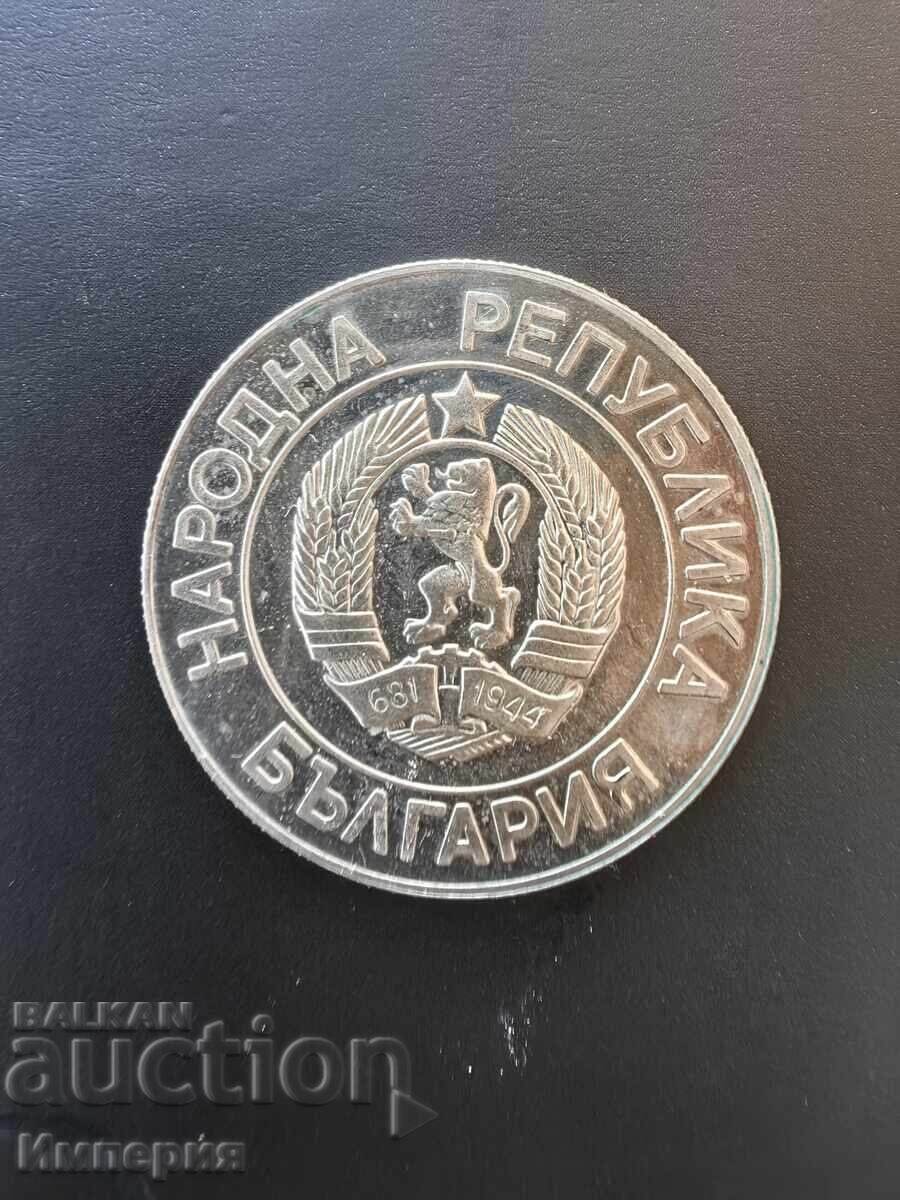 НАРОДНА РЕПУБЛИКА
БЪЛГАРИЯ
681 1944
BALKAN
auction
Империя